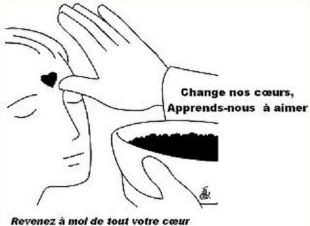 Change nos cœurs,
Apprends-nous à aimer
Revenez à moi de tout votre cœur